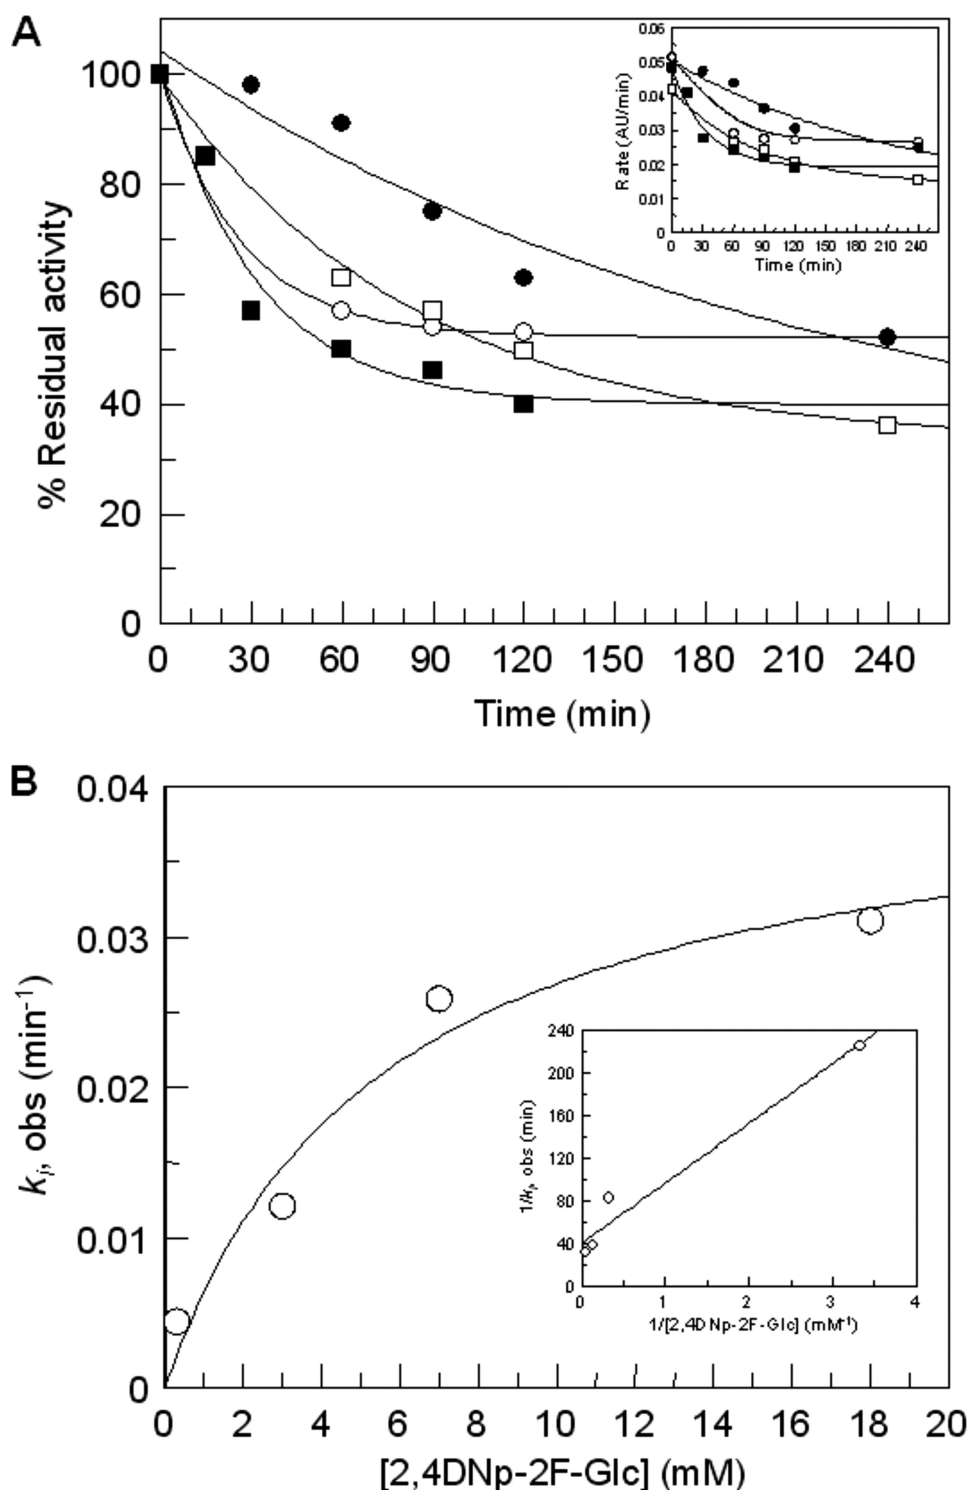 A
100
80
60
40
20
0
% Residual activity
0 30 60 90 120 150 180 210 240
Time (min)
0.06
0.05
0.04
0.03
0.02
0.01
0
Rate (AU/min)
0 30 60 90 120 150 180 210 240
Time (min)
B
0.04
0.03
0.02
0.01
0
ki, obs (min-1)
0 2 4 6 8 10 12 14 16 18 20
[2,4DNp-2F-Glc] (mM)
240
200
160
120
80
40
0
1/ki, obs (min)
0 1 2 3 4
1/[2,4DNp-2F-Glc] (mM-1)